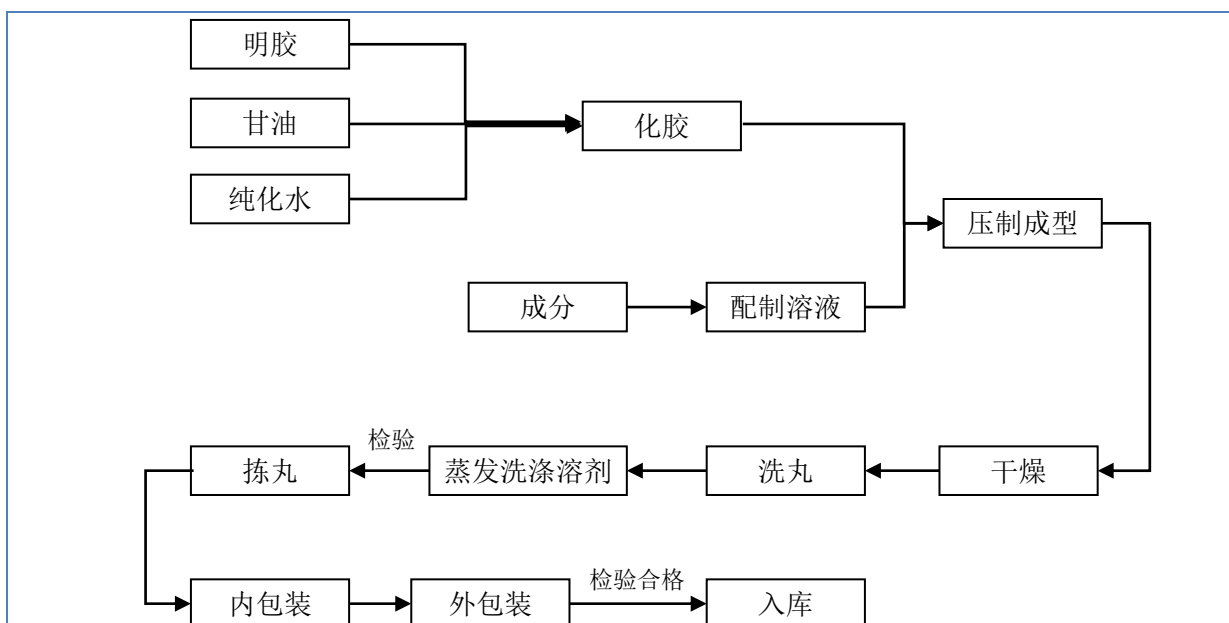 明胶
甘油
化胶
纯化水
压制成型
成分
配制溶液
检验
拣丸
蒸发洗涤溶剂
洗丸
干燥
检验合格
内包装
外包装
入库